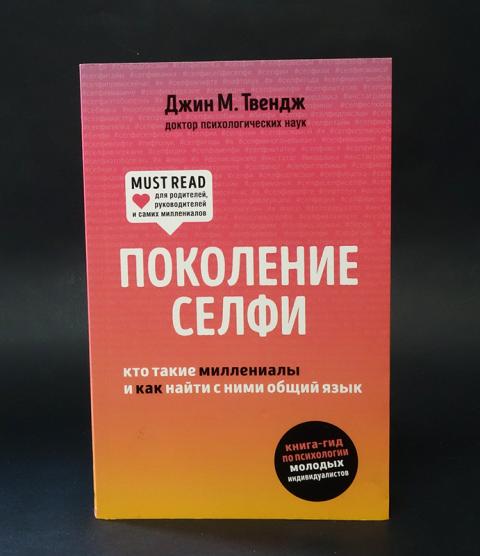 Джин М. Твендж
доктор психологических наук
MUST READ
для родителей,
руководителей
и самих миллениалов
ПОКОЛЕНИЕ
СЕЛФИ
кто такие миллениалы
и как найти с ними общий язык
книга-гид
по психологии
молодых
индивидуалистов